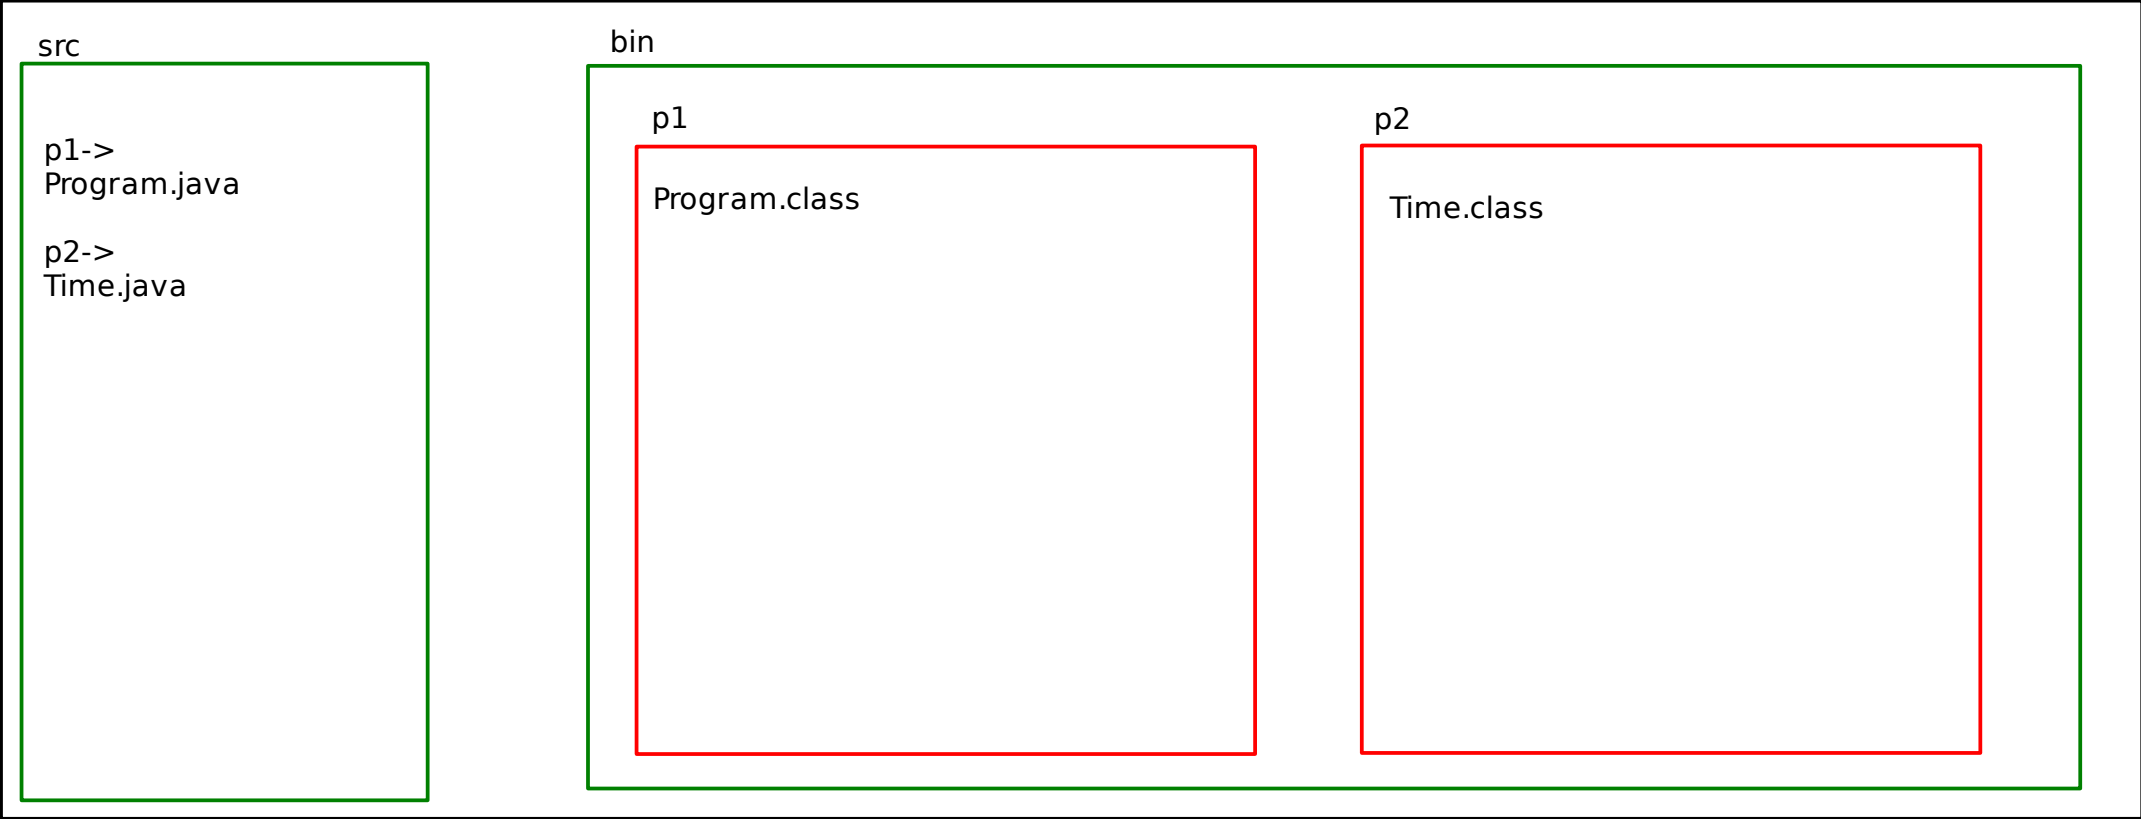 src
p1->
Program.java
p2->
Time.java
bin
p1
Program.class
p2
Time.class